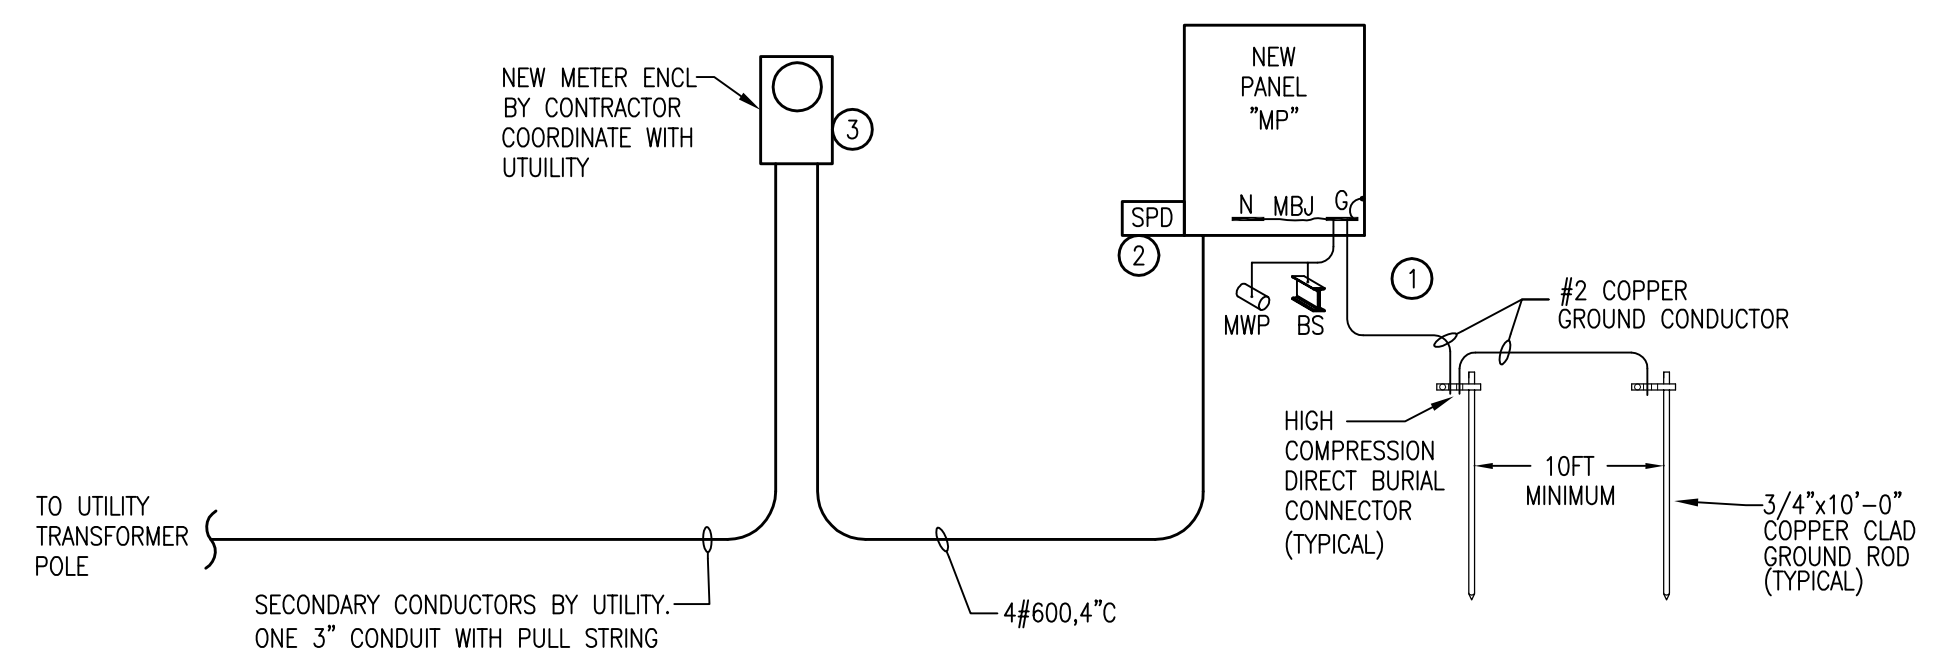 NEW METER ENCL
BY CONTRACTOR
COORDINATE WITH
UTUILITY
3
NEW
PANEL
"MP"
N MBJ G
SPD
2
MWP BS
1
#2 COPPER
GROUND CONDUCTOR
HIGH
COMPRESSION
DIRECT BURIAL
CONNECTOR
(TYPICAL)
10FT
MINIMUM
3/4"x10'-0"
COPPER CLAD
GROUND ROD
(TYPICAL)
TO UTILITY
TRANSFORMER
POLE
SECONDARY CONDUCTORS BY UTILITY.
ONE 3" CONDUIT WITH PULL STRING
4#600,4"C